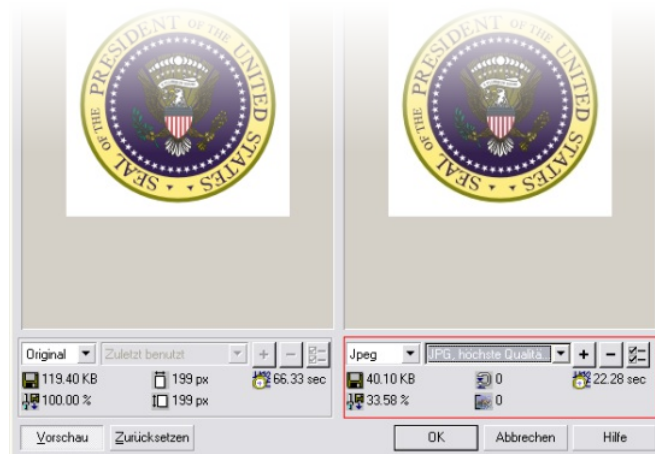 SEAL OF THE PRESIDENT OF THE UNITED STATES
SEAL OF THE PRESIDENT OF THE UNITED STATES
Original Zuletzt benutzt + −
119.40 KB 199 px 66.33 sec
100.00 % 199 px
Jpeg JPG, höchste Qualitä... + −
40.10 KB 0 22.28 sec
33.58 % 0
Vorschau Zurücksetzen OK Abbrechen Hilfe